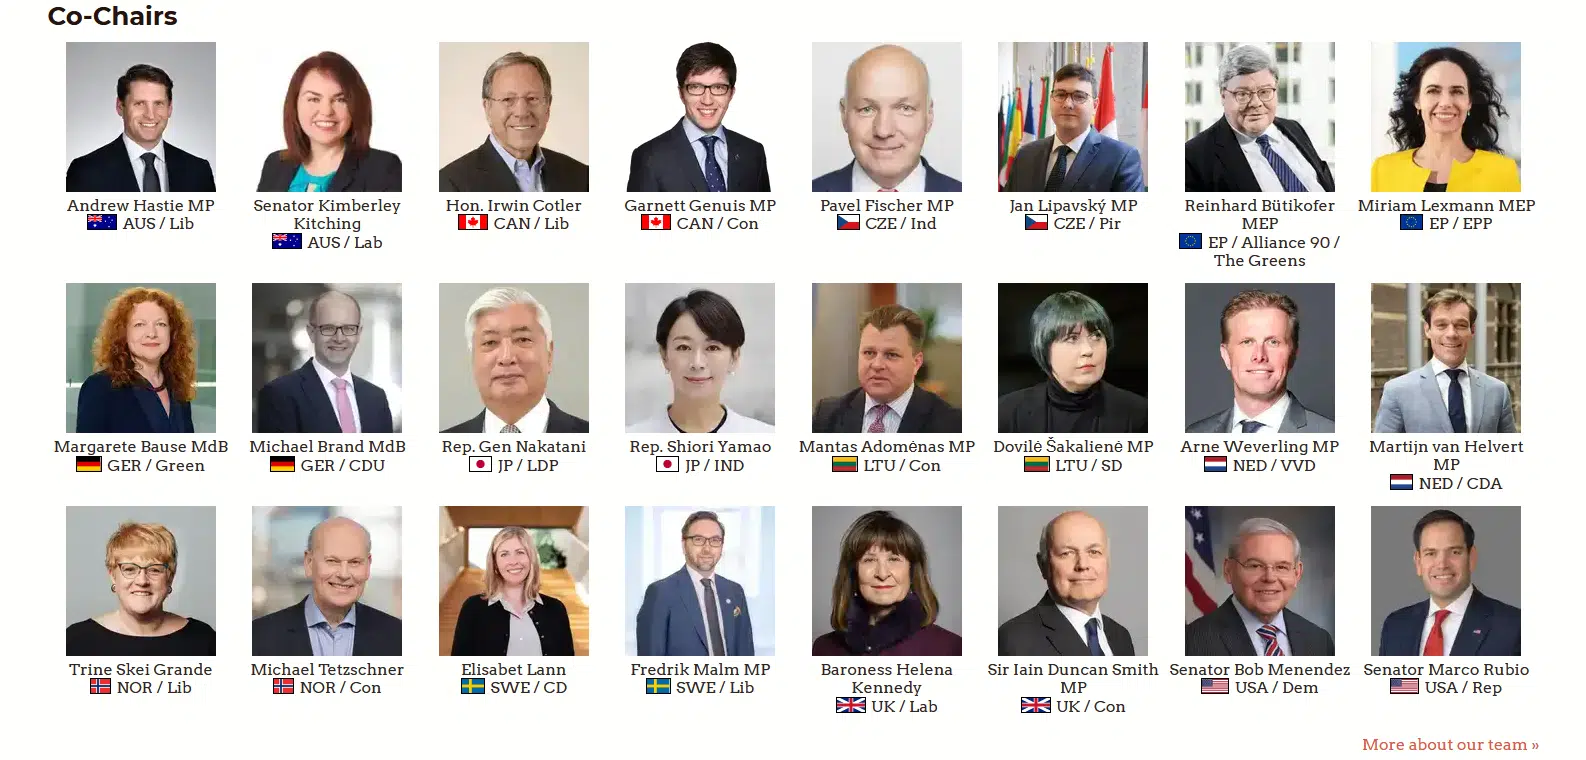 Co-Chairs
Andrew Hastie MP
AUS / Lib
Senator Kimberley
Kitching
AUS / Lab
Hon. Irwin Cotler
CAN / Lib
Garnett Genuis MP
CAN / Con
Pavel Fischer MP
CZE / Ind
Jan Lipavský MP
CZE / Pir
Reinhard Bütikofer
MEP
EP / Alliance 90 /
The Greens
Miriam Lexmann MEP
EP / EPP
Margarete Bause MdB
GER / Green
Michael Brand MdB
GER / CDU
Rep. Gen Nakatani
JP / LDP
Rep. Shiori Yamao
JP / IND
Mantas Adomėnas MP
LTU / Con
Dovilė Šakalienė MP
LTU / SD
Arne Weverling MP
NED / VVD
Martijn van Helvert
MP
NED / CDA
Trine Skei Grande
NOR / Lib
Michael Tetzschner
NOR / Con
Elisabet Lann
SWE / CD
Fredrik Malm MP
SWE / Lib
Baroness Helena
Kennedy
UK / Lab
Sir Iain Duncan Smith
MP
UK / Con
Senator Bob Menendez
USA / Dem
Senator Marco Rubio
USA / Rep
More about our team »